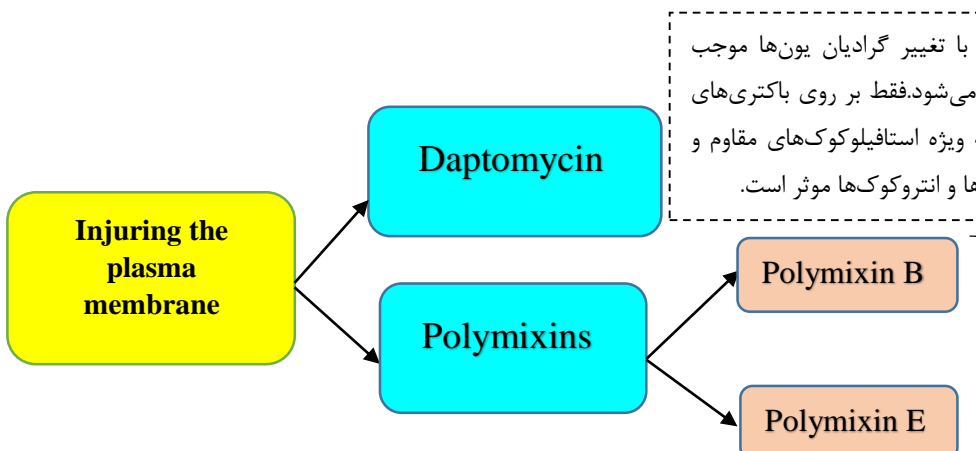 با تغییر گرادیان یون‌ها موجب
می‌شود.فقط بر روی باکتری‌های
ویژه استافیلوکوک‌های مقاوم و
ها و انتروکوک‌ها موثر است.
Daptomycin
Injuring the
plasma
membrane
Polymixins
Polymixin B
Polymixin E